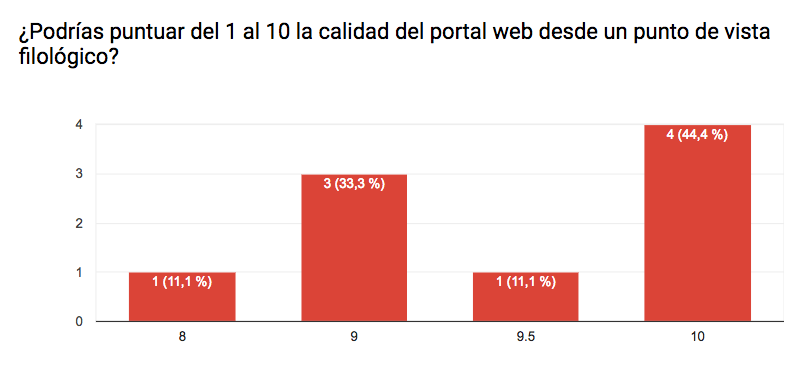 ¿Podrías puntuar del 1 al 10 la calidad del portal web desde un punto de vista
filológico?
4
4 (44,4 %)
3
3 (33,3 %)
2
1
1 (11,1 %)
1 (11,1 %)
0
8
9
9.5
10